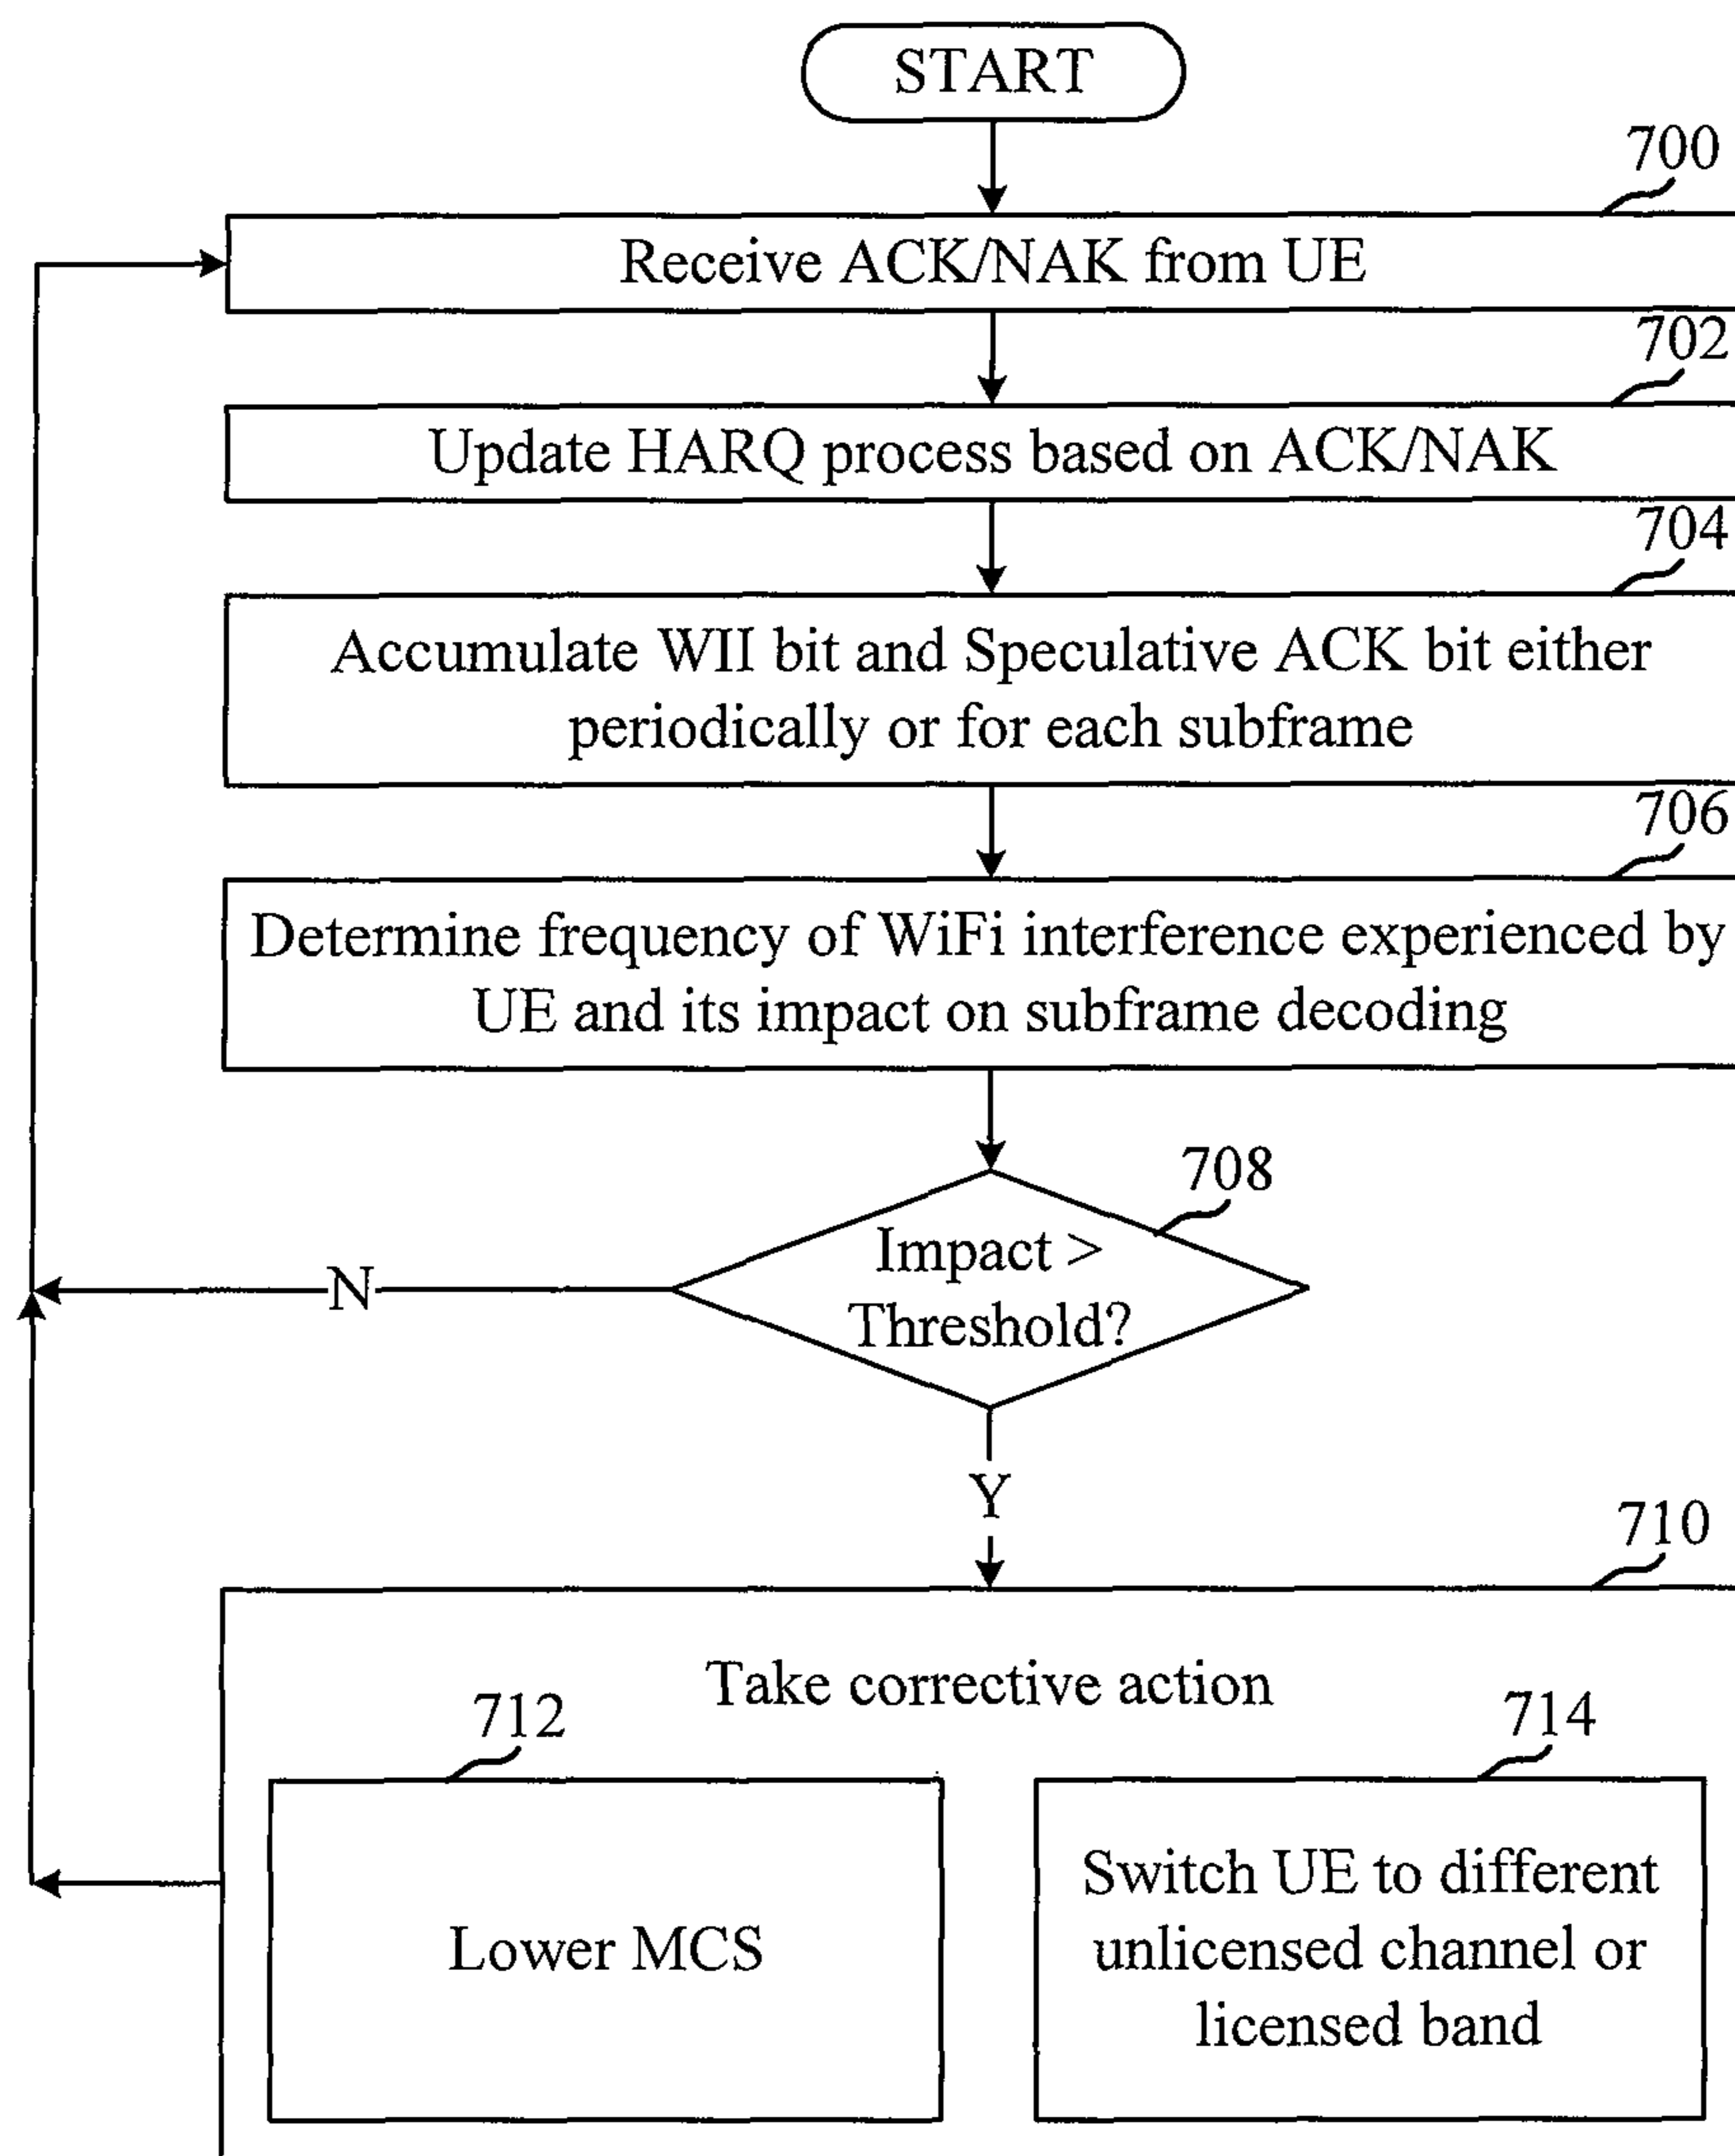 START
700
Receive ACK/NAK from UE
702
Update HARQ process based on ACK/NAK
704
Accumulate WII bit and Speculative ACK bit either
periodically or for each subframe
706
Determine frequency of WiFi interference experienced by
UE and its impact on subframe decoding
708
Impact >
Threshold?
N
Y
710
Take corrective action
712
Lower MCS
714
Switch UE to different
unlicensed channel or
licensed band